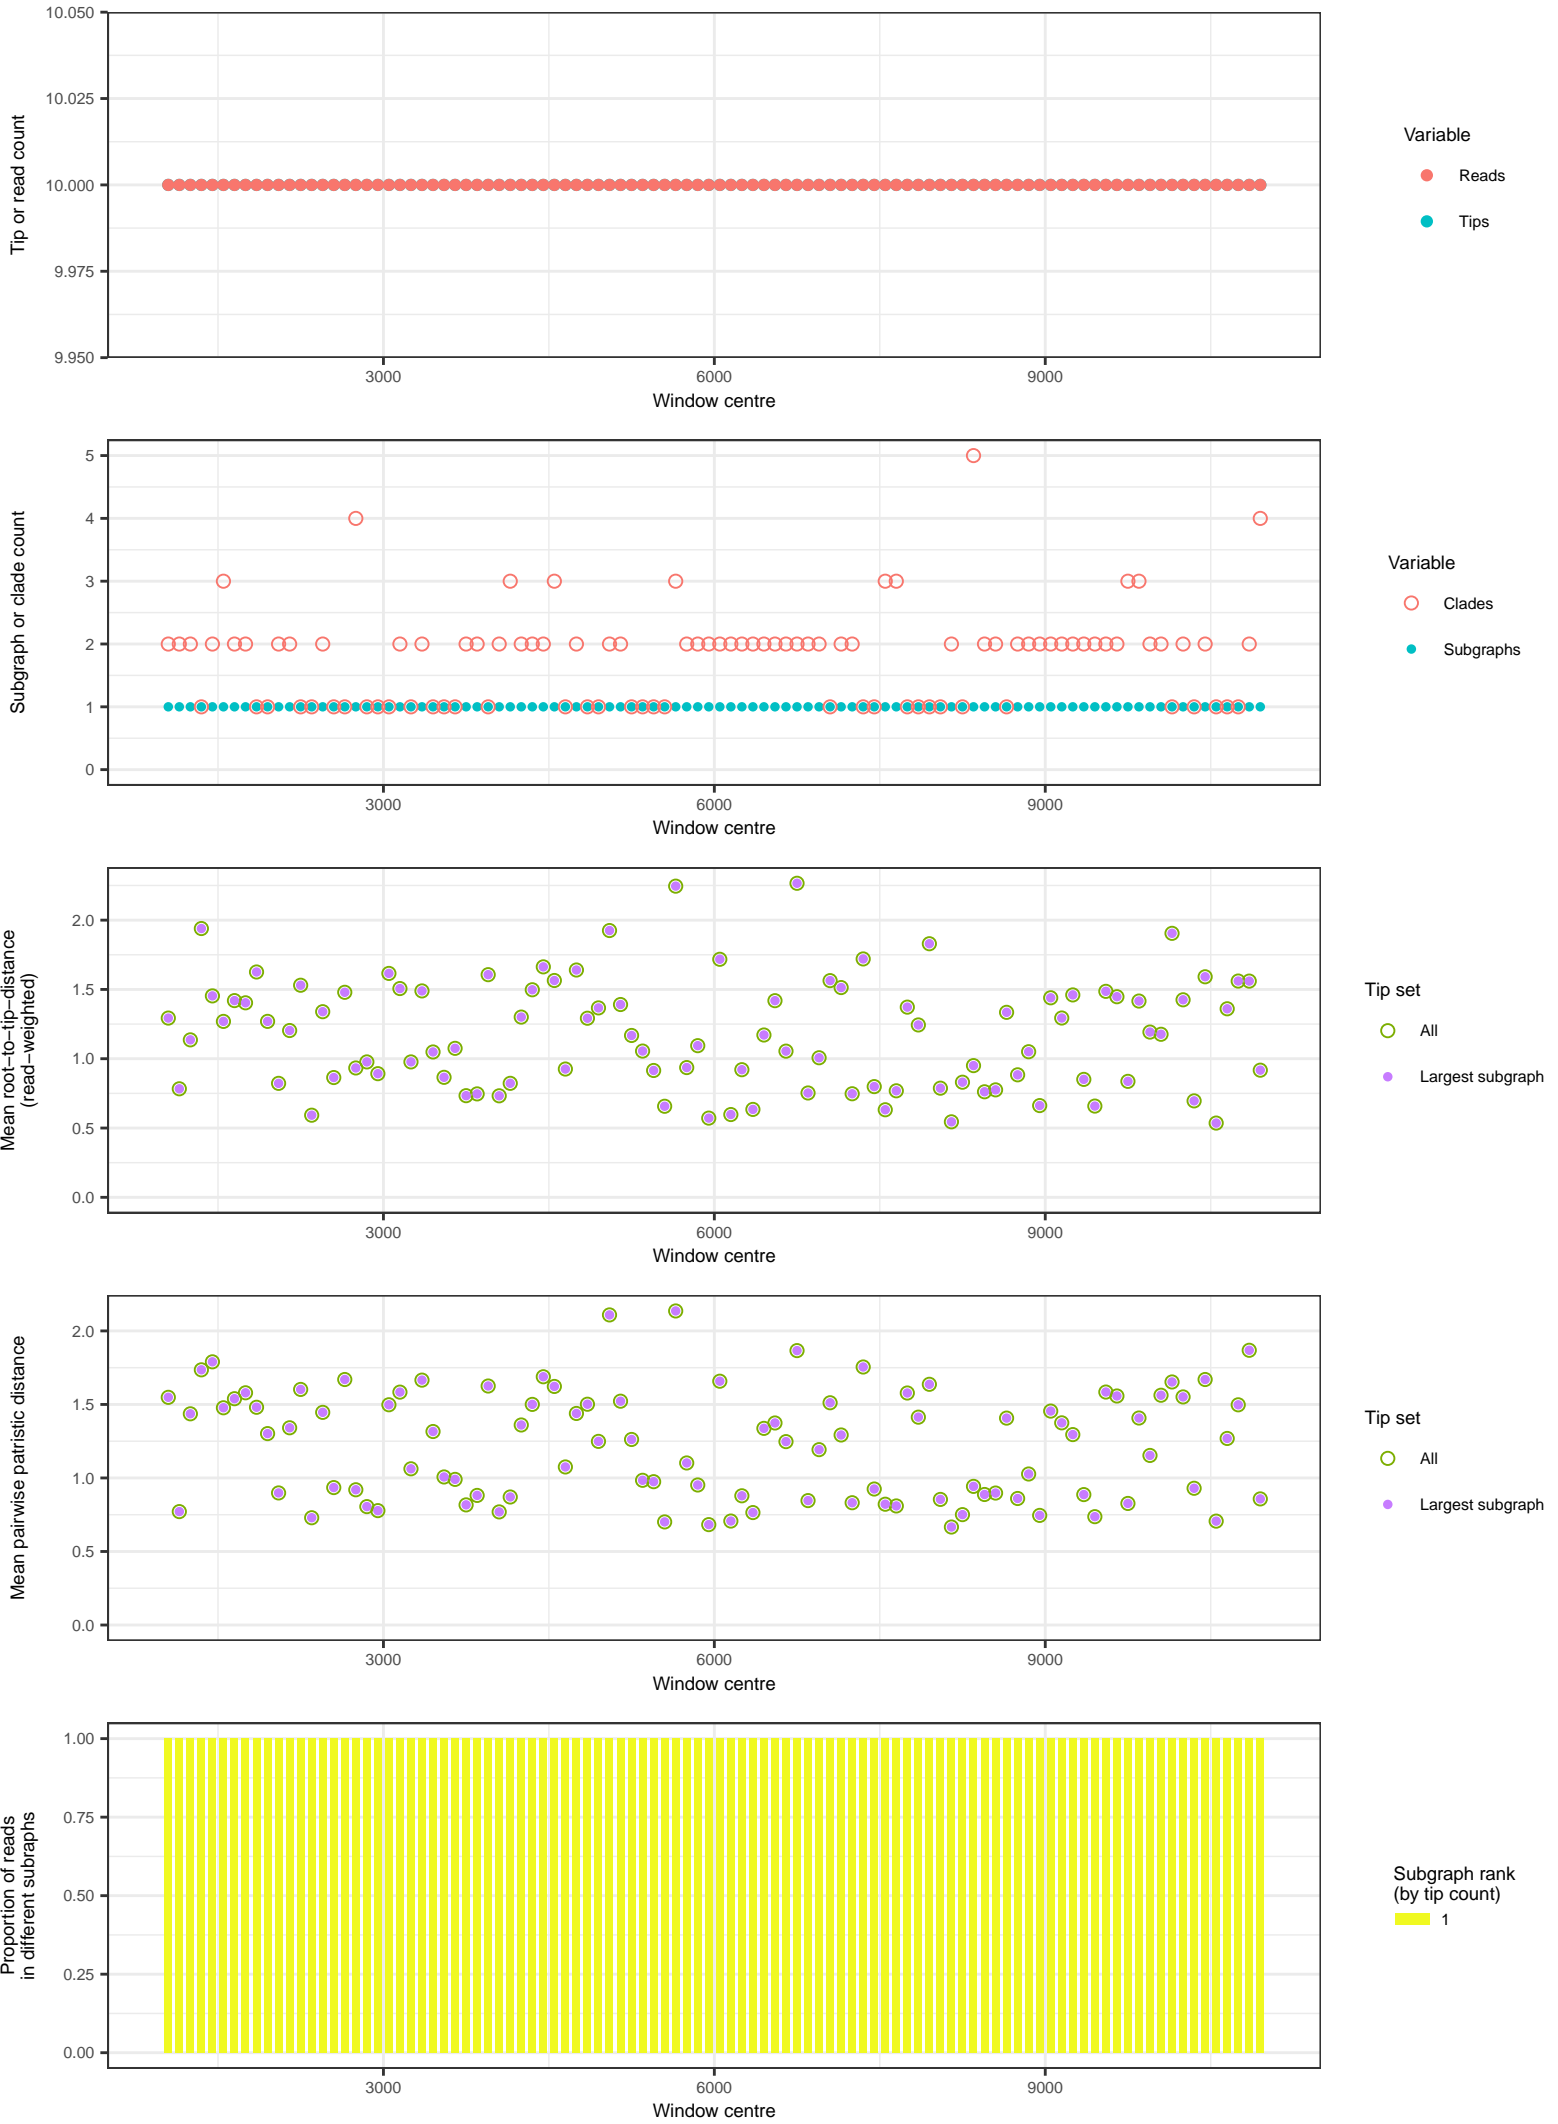 10.050
10.025
10.000
9.975
9.950
Tip or read count
3000 6000 9000
Window centre
Variable
Reads
Tips
5
4
3
2
1
0
Subgraph or clade count
3000 6000 9000
Window centre
Variable
Clades
Subgraphs
2.0
1.5
1.0
0.5
0.0
Mean root−to−tip−distance
(read−weighted)
3000 6000 9000
Window centre
Tip set
All
Largest subgraph
2.0
1.5
1.0
0.5
0.0
Mean pairwise patristic distance
3000 6000 9000
Window centre
Tip set
All
Largest subgraph
1.00
0.75
0.50
0.25
0.00
Proportion of reads
in different subraphs
3000 6000 9000
Window centre
Subgraph rank
(by tip count)
1